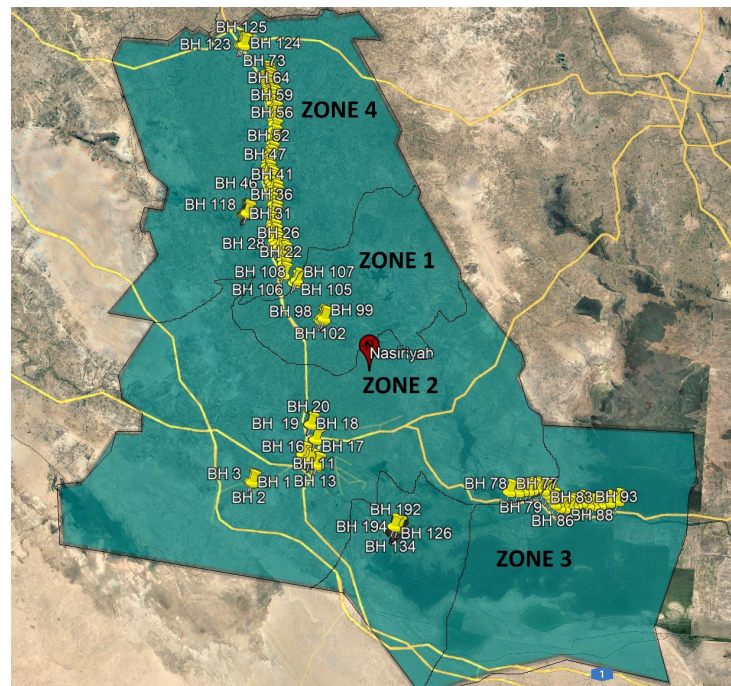 BH 125
BH 123
BH 124
BH 73
BH 64
BH 59
BH 56
ZONE 4
BH 52
BH 47
BH 41
BH 46
BH 36
BH 118
BH 31
BH 26
BH 28
BH 22
ZONE 1
BH 108
BH 107
BH 106
BH 105
BH 98
BH 99
BH 102
Nasiriyah
ZONE 2
BH 20
BH 19
BH 18
BH 16
BH 17
BH 11
BH 3
BH 1
BH 13
BH 2
BH 78
BH 77
BH 83
BH 93
BH 79
BH 88
BH 86
BH 192
BH 194
BH 126
BH 134
ZONE 3
1